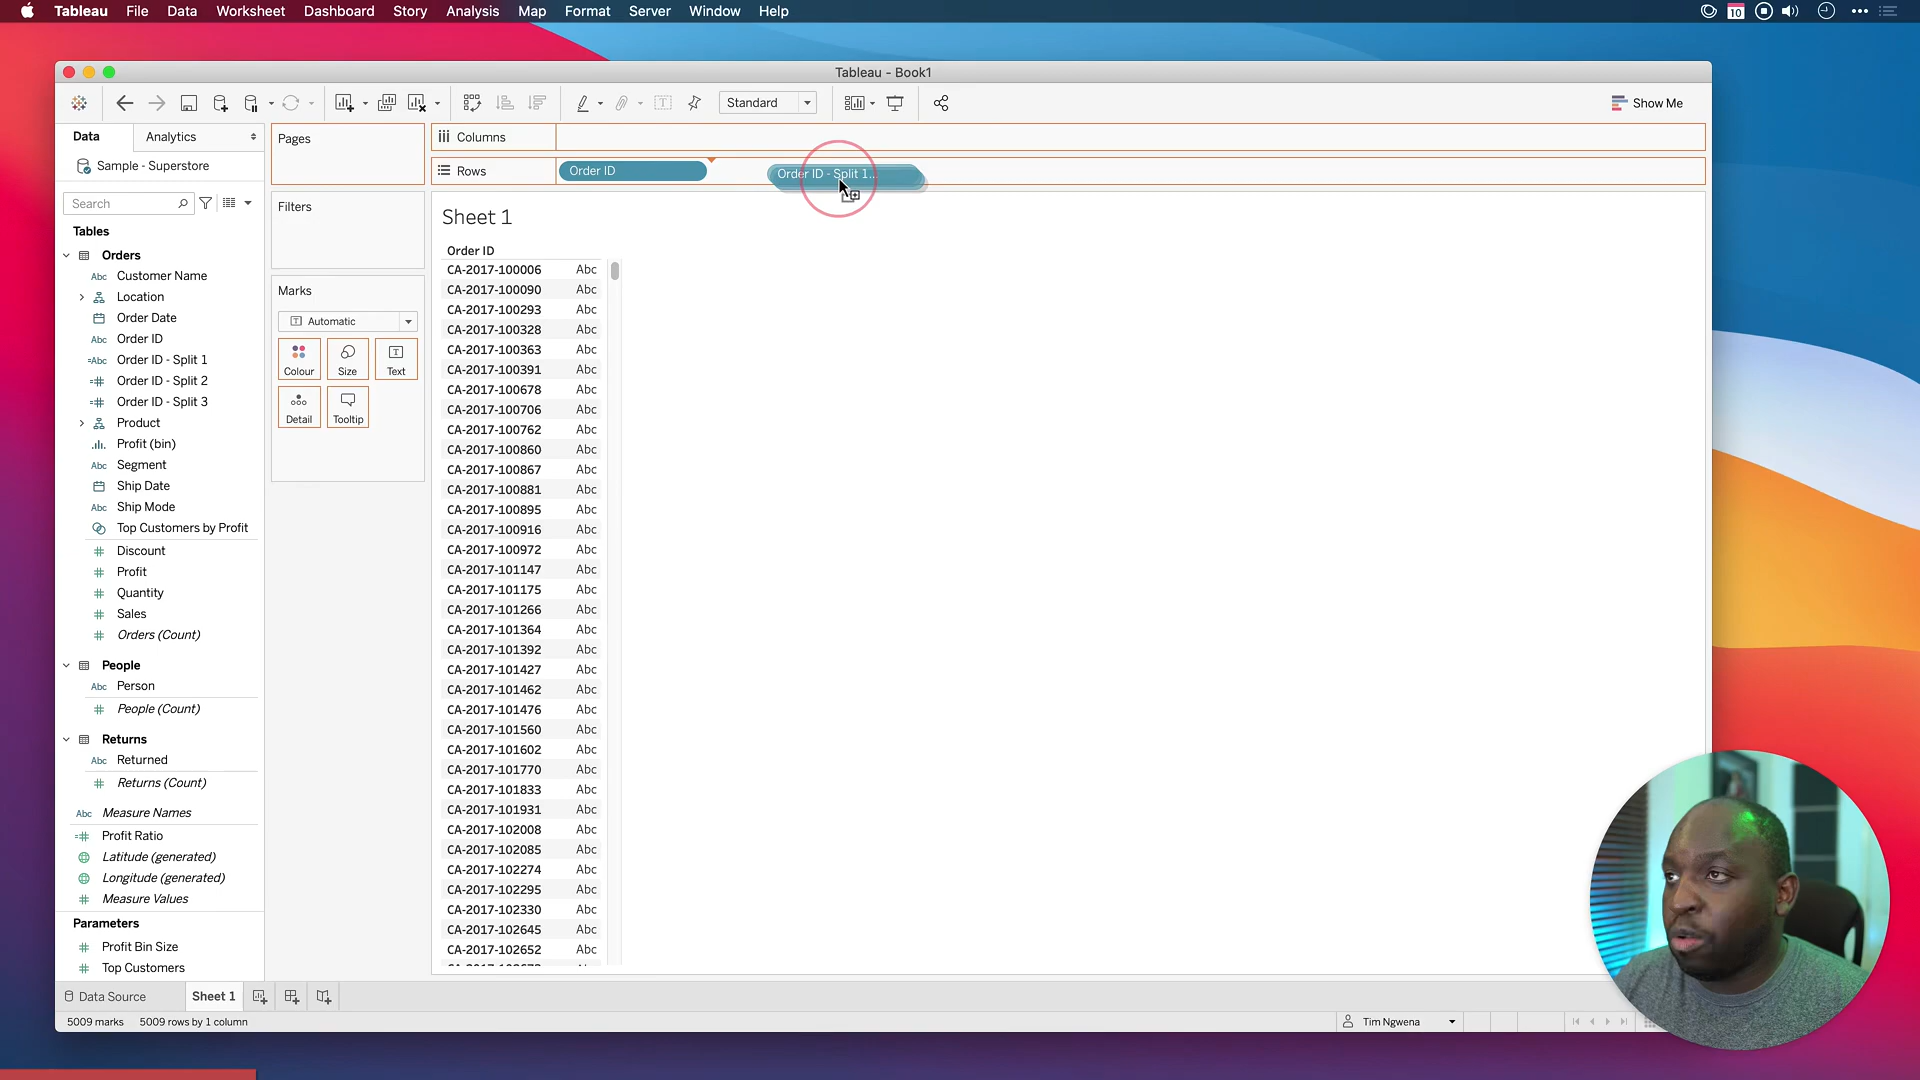 Tableau File Data Worksheet Dashboard Story Analysis Map Format Server Window Help
10
Tableau - Book1
Standard
Show Me
Data Analytics
Sample - Superstore
Search
Tables
Orders
Abc Customer Name
Location
Order Date
Abc Order ID
=Abc Order ID - Split 1
=# Order ID - Split 2
=# Order ID - Split 3
Product
Profit (bin)
Abc Segment
Ship Date
Abc Ship Mode
Top Customers by Profit
# Discount
# Profit
# Quantity
# Sales
# Orders (Count)
People
Abc Person
# People (Count)
Returns
Abc Returned
# Returns (Count)
Abc Measure Names
=# Profit Ratio
Latitude (generated)
Longitude (generated)
# Measure Values
Parameters
# Profit Bin Size
# Top Customers
Pages
Filters
Marks
T Automatic
Colour Size Text
Detail Tooltip
Columns
Rows Order ID Order ID - Split 1...
Sheet 1
Order ID
CA-2017-100006 Abc
CA-2017-100090 Abc
CA-2017-100293 Abc
CA-2017-100328 Abc
CA-2017-100363 Abc
CA-2017-100391 Abc
CA-2017-100678 Abc
CA-2017-100706 Abc
CA-2017-100762 Abc
CA-2017-100860 Abc
CA-2017-100867 Abc
CA-2017-100881 Abc
CA-2017-100895 Abc
CA-2017-100916 Abc
CA-2017-100972 Abc
CA-2017-101147 Abc
CA-2017-101175 Abc
CA-2017-101266 Abc
CA-2017-101364 Abc
CA-2017-101392 Abc
CA-2017-101427 Abc
CA-2017-101462 Abc
CA-2017-101476 Abc
CA-2017-101560 Abc
CA-2017-101602 Abc
CA-2017-101770 Abc
CA-2017-101833 Abc
CA-2017-101931 Abc
CA-2017-102008 Abc
CA-2017-102085 Abc
CA-2017-102274 Abc
CA-2017-102295 Abc
CA-2017-102330 Abc
CA-2017-102645 Abc
CA-2017-102652 Abc
Data Source Sheet 1
5009 marks 5009 rows by 1 column
Tim Ngwena